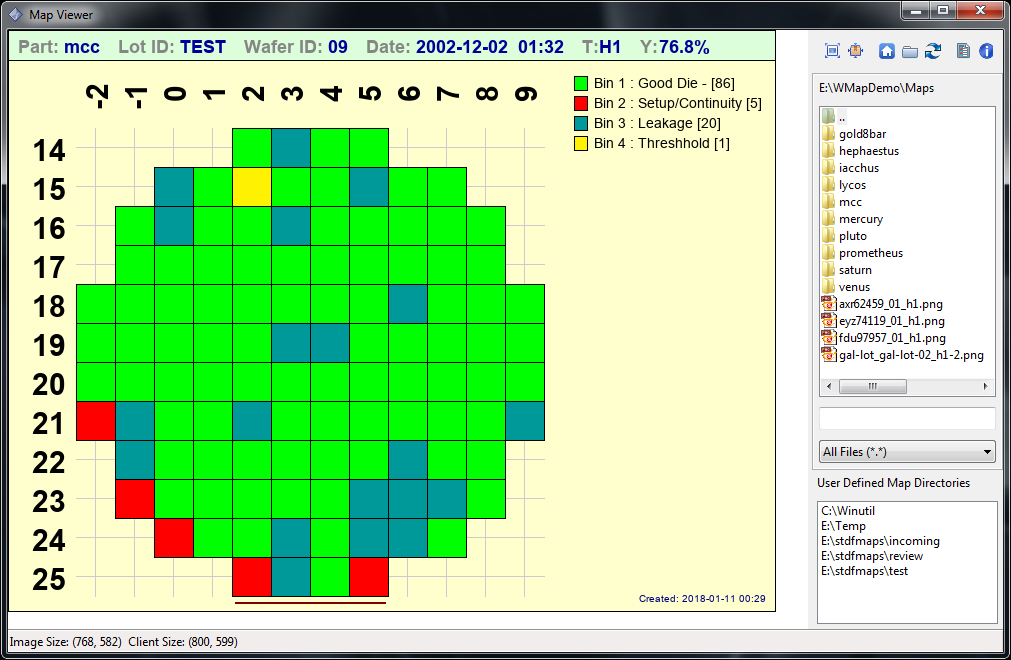 Map Viewer
Part: mcc Lot ID: TEST Wafer ID: 09 Date: 2002-12-02 01:32 T:H1 Y:76.8%
-2 -1 0 1 2 3 4 5 6 7 8 9
14
15
16
17
18
19
20
21
22
23
24
25
Bin 1 : Good Die - [86]
Bin 2 : Setup/Continuity [5]
Bin 3 : Leakage [20]
Bin 4 : Threshhold [1]
Created: 2018-01-11 00:29
E:\WMapDemo\Maps
..
gold8bar
hephaestus
iacchus
lycos
mcc
mercury
pluto
prometheus
saturn
venus
axr62459_01_h1.png
eyz74119_01_h1.png
fdu97957_01_h1.png
gal-lot_gal-lot-02_h1-2.png
All Files (*.*)
User Defined Map Directories
C:\Winutil
E:\Temp
E:\stdfmaps\incoming
E:\stdfmaps\review
E:\stdfmaps\test
Image Size: (768, 582) Client Size: (800, 599)